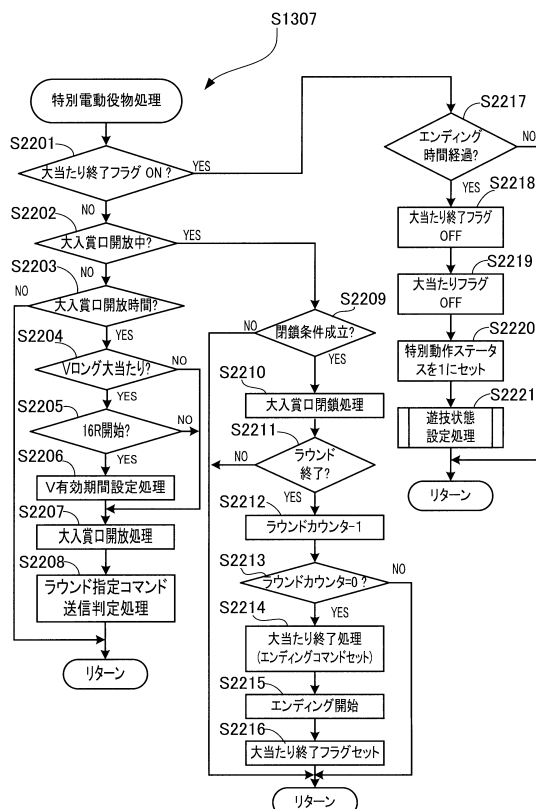 S1307
特別電動役物処理
S2201
大当たり終了フラグ ON？
YES
NO
S2202
大入賞口開放中?
YES
NO
S2203
NO
大入賞口開放時間?
YES
S2204
Vロング大当たり?
NO
YES
S2205
16R開始?
NO
YES
S2206
V有効期間設定処理
S2207
大入賞口開放処理
S2208
ラウンド指定コマンド
送信判定処理
リターン
S2209
NO
閉鎖条件成立?
YES
S2210
大入賞口閉鎖処理
S2211
NO
ラウンド
終了?
YES
S2212
ラウンドカウンタ-1
S2213
ラウンドカウンタ=0？
NO
YES
S2214
大当たり終了処理
(エンディングコマンドセット)
S2215
エンディング開始
S2216
大当たり終了フラグセット
リターン
S2217
エンディング
時間経過?
NO
YES
S2218
大当たり終了フラグ
OFF
S2219
大当たりフラグ
OFF
S2220
特別動作ステータ
スを1にセット
S2221
遊技状態
設定処理
リターン